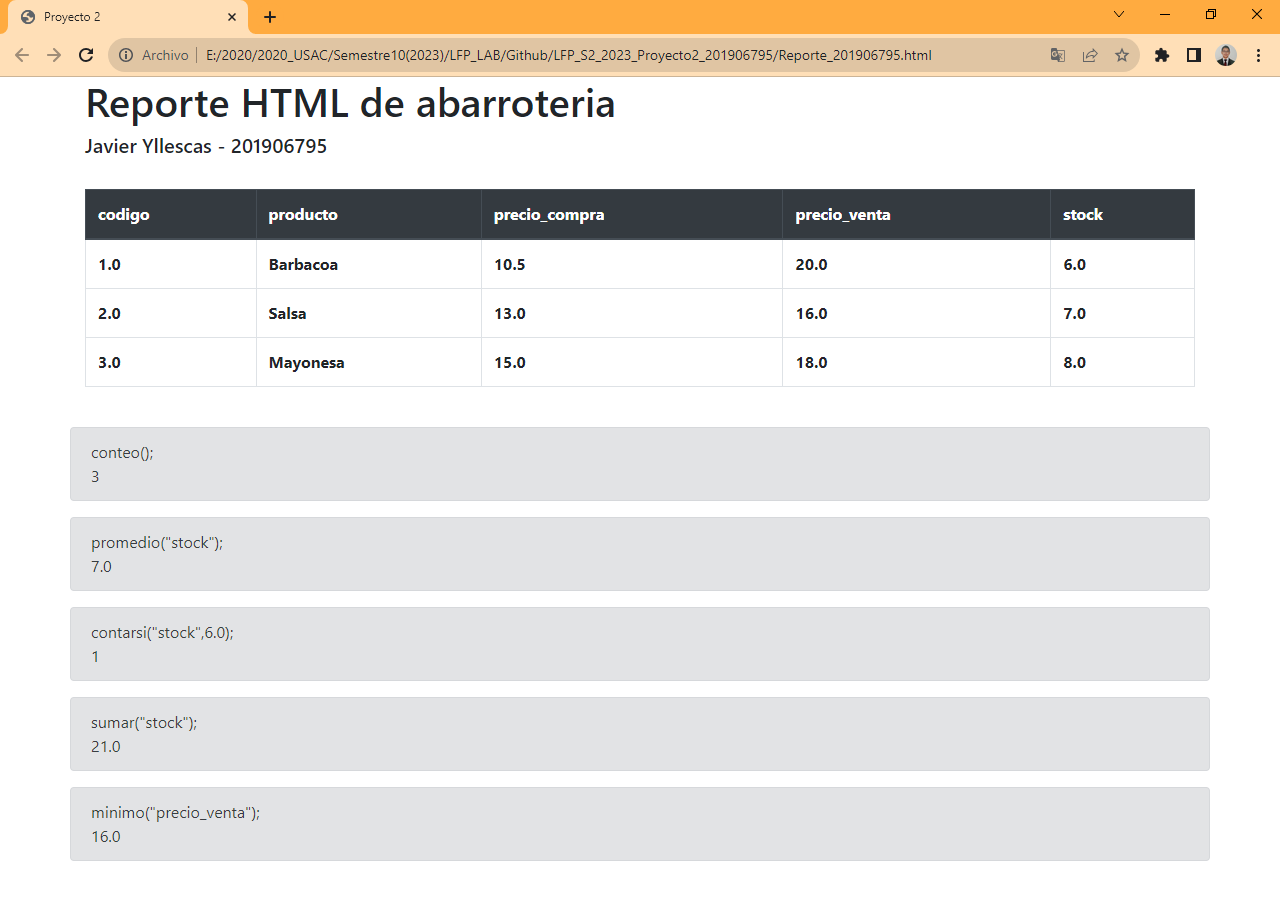 Proyecto 2
Archivo E:/2020/2020_USAC/Semestre10(2023)/LFP_LAB/Github/LFP_S2_2023_Proyecto2_201906795/Reporte_201906795.html
Reporte HTML de abarroteria
Javier Yllescas - 201906795
codigo producto precio_compra precio_venta stock
1.0 Barbacoa 10.5 20.0 6.0
2.0 Salsa 13.0 16.0 7.0
3.0 Mayonesa 15.0 18.0 8.0
conteo();
3
promedio("stock");
7.0
contarsi("stock",6.0);
1
sumar("stock");
21.0
minimo("precio_venta");
16.0